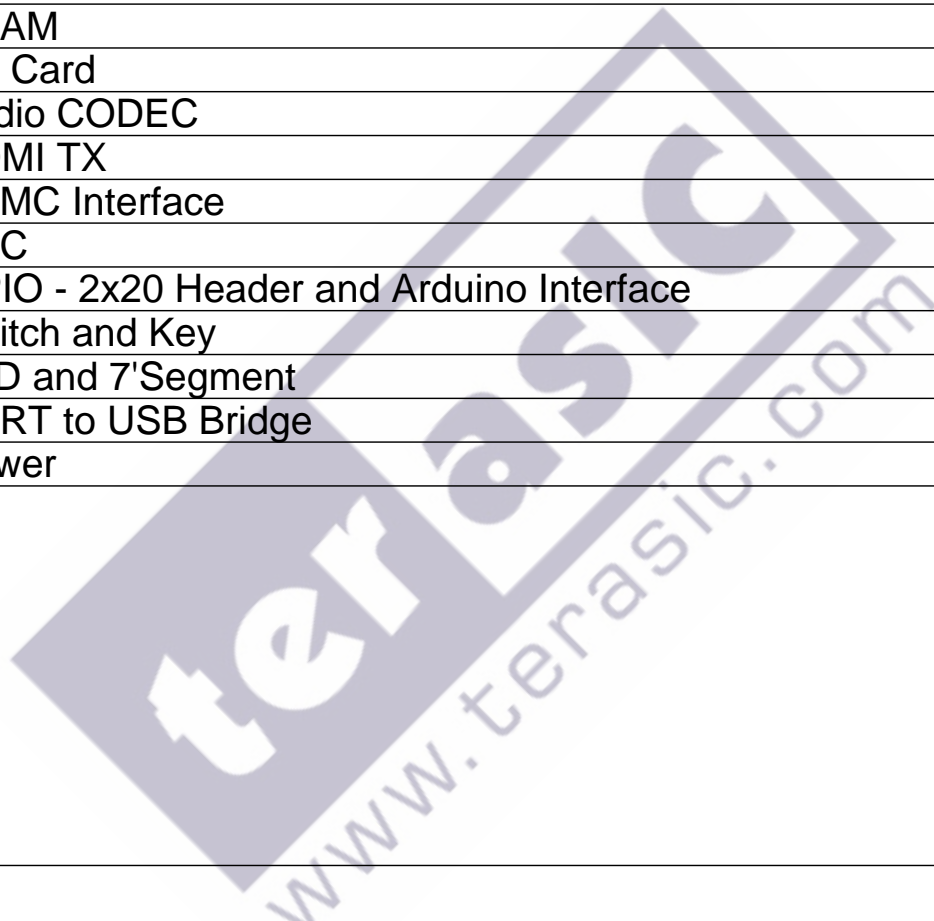 AM
Card
dio CODEC
MI TX
MC Interface
C
IO - 2x20 Header and Arduino Interface
itch and Key
D and 7'Segment
RT to USB Bridge
wer
terasic
www.terasic.com